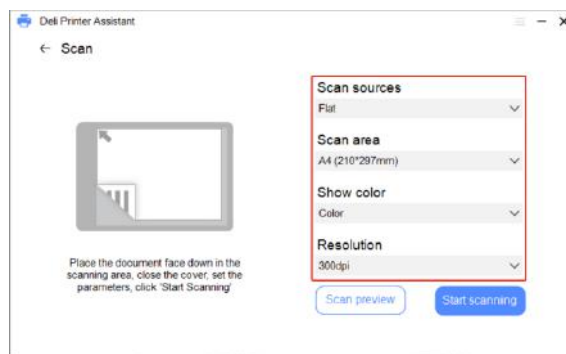 Deli Printer Assistant
← Scan
Scan sources
Flat
Scan area
A4 (210*297mm)
Show color
Color
Resolution
300dpi
Place the document face down in the
scanning area, close the cover, set the
parameters, click 'Start Scanning'
Scan preview
Start scanning